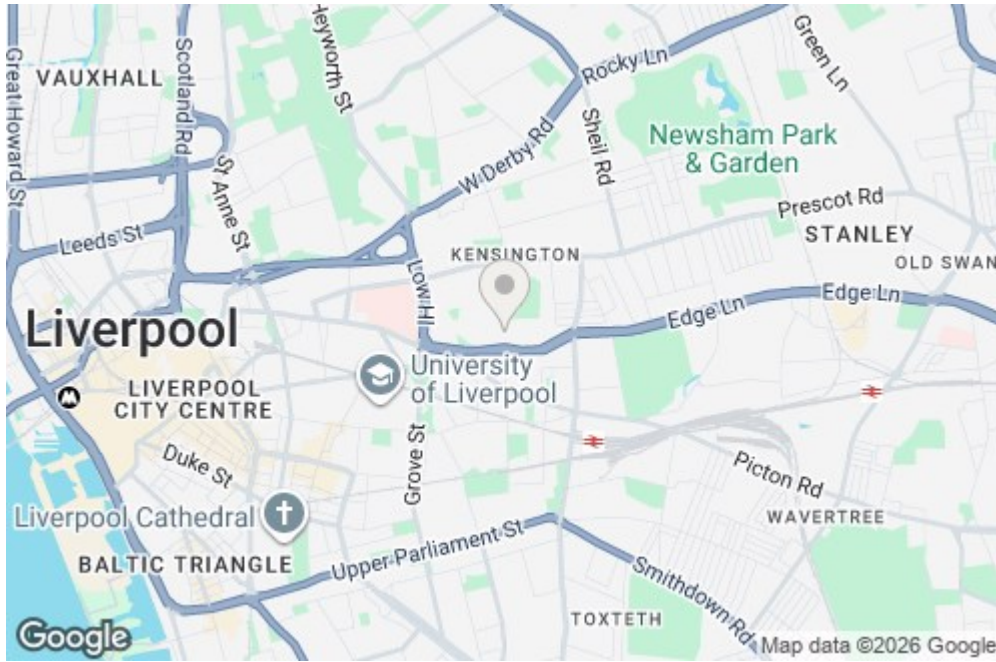 Great Howard St
VAUXHALL
Scotland Rd
St Anne St
Heyworth St
Leeds St
Rocky Ln
Green Ln
Sheil Rd
W Derby Rd
Newsham Park
& Garden
Prescot Rd
STANLEY
OLD SWAN
KENSINGTON
Low Hill
Edge Ln
Edge Ln
Liverpool
LIVERPOOL
CITY CENTRE
University
of Liverpool
Duke St
Grove St
Picton Rd
WAVERTREE
Liverpool Cathedral
BALTIC TRIANGLE
Upper Parliament St
Smithdown Rd
TOXTETH
Google
Map data ©2026 Google